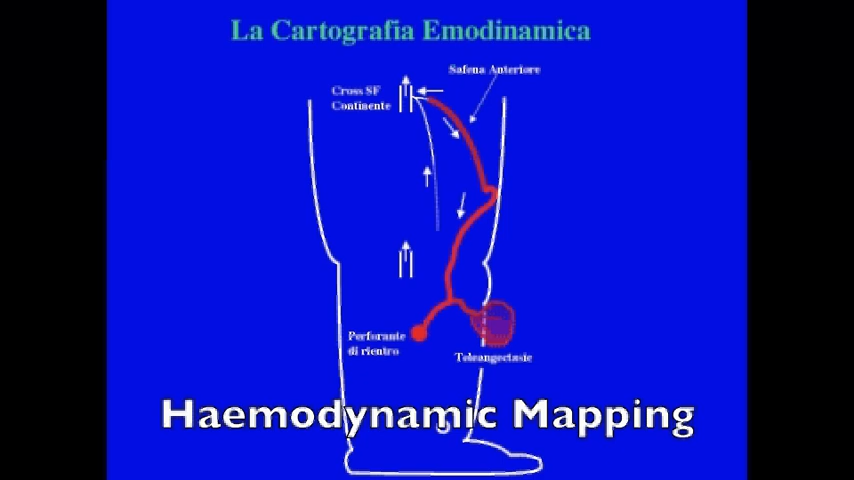 La Cartografia Emodinamica
Safena Anteriore
Cross SF
Continente
Perforante
di rientro
Teleangectasie
Haemodynamic Mapping